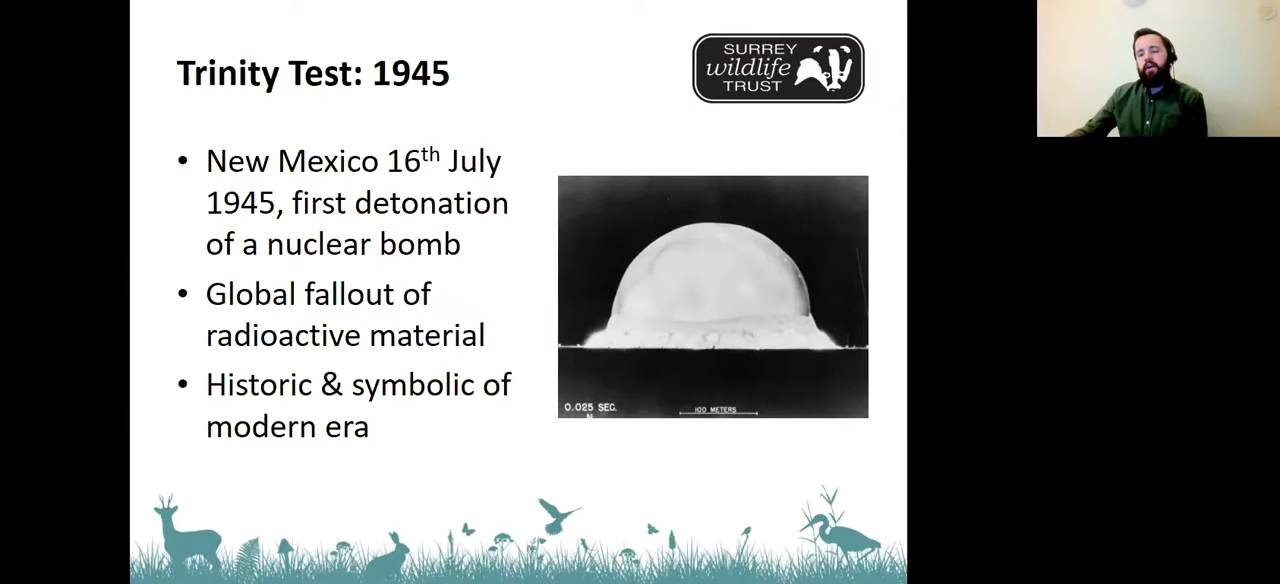 Trinity Test: 1945
SURREY
wildlife
TRUST
• New Mexico 16th July
1945, first detonation
of a nuclear bomb
• Global fallout of
radioactive material
• Historic & symbolic of
modern era
0.025 SEC.
N
100 METERS